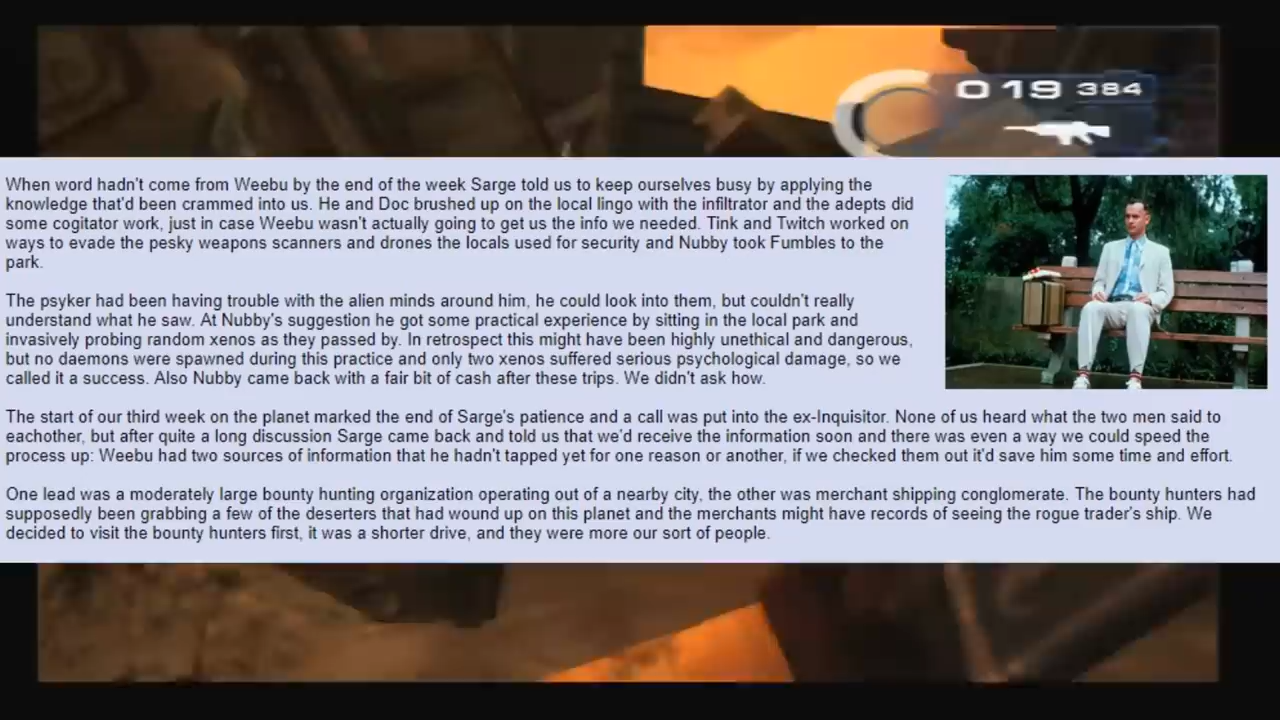 019 384
When word hadn't come from Weebu by the end of the week Sarge told us to keep ourselves busy by applying the
knowledge that'd been crammed into us. He and Doc brushed up on the local lingo with the infiltrator and the adepts did
some cogitator work, just in case Weebu wasn't actually going to get us the info we needed. Tink and Twitch worked on
ways to evade the pesky weapons scanners and drones the locals used for security and Nubby took Fumbles to the
park.
The psyker had been having trouble with the alien minds around him, he could look into them, but couldn't really
understand what he saw. At Nubby's suggestion he got some practical experience by sitting in the local park and
invasively probing random xenos as they passed by. In retrospect this might have been highly unethical and dangerous,
but no daemons were spawned during this practice and only two xenos suffered serious psychological damage, so we
called it a success. Also Nubby came back with a fair bit of cash after these trips. We didn't ask how.
The start of our third week on the planet marked the end of Sarge's patience and a call was put into the ex-Inquisitor. None of us heard what the two men said to
eachother, but after quite a long discussion Sarge came back and told us that we'd receive the information soon and there was even a way we could speed the
process up: Weebu had two sources of information that he hadn't tapped yet for one reason or another, if we checked them out it'd save him some time and effort.
One lead was a moderately large bounty hunting organization operating out of a nearby city, the other was merchant shipping conglomerate. The bounty hunters had
supposedly been grabbing a few of the deserters that had wound up on this planet and the merchants might have records of seeing the rogue trader's ship. We
decided to visit the bounty hunters first, it was a shorter drive, and they were more our sort of people.